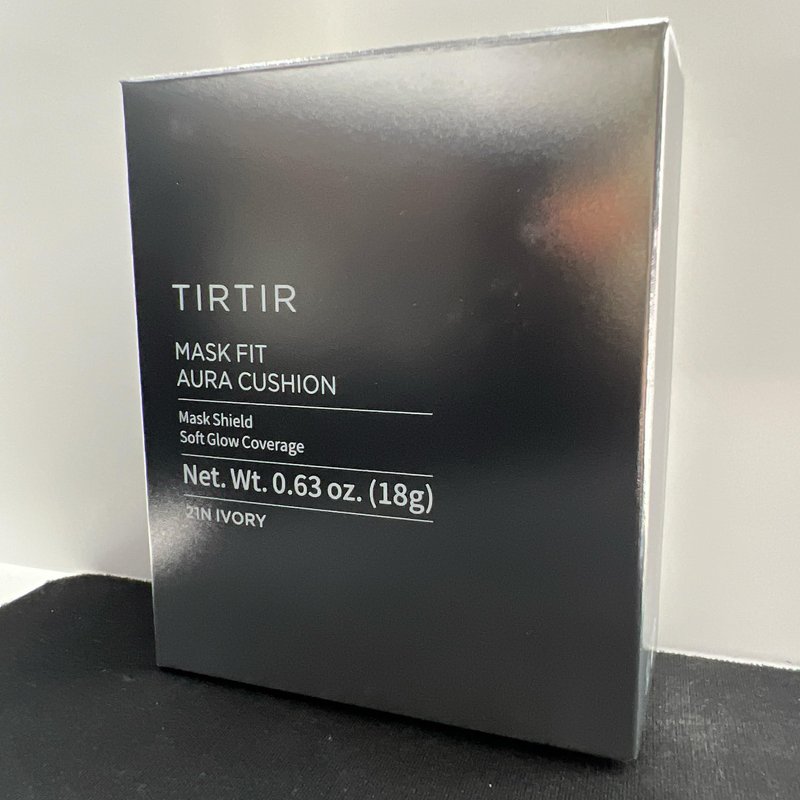 TIRTIR
MASK FIT
AURA CUSHION
Mask Shield
Soft Glow Coverage
Net. Wt. 0.63 oz. (18g)
21N IVORY